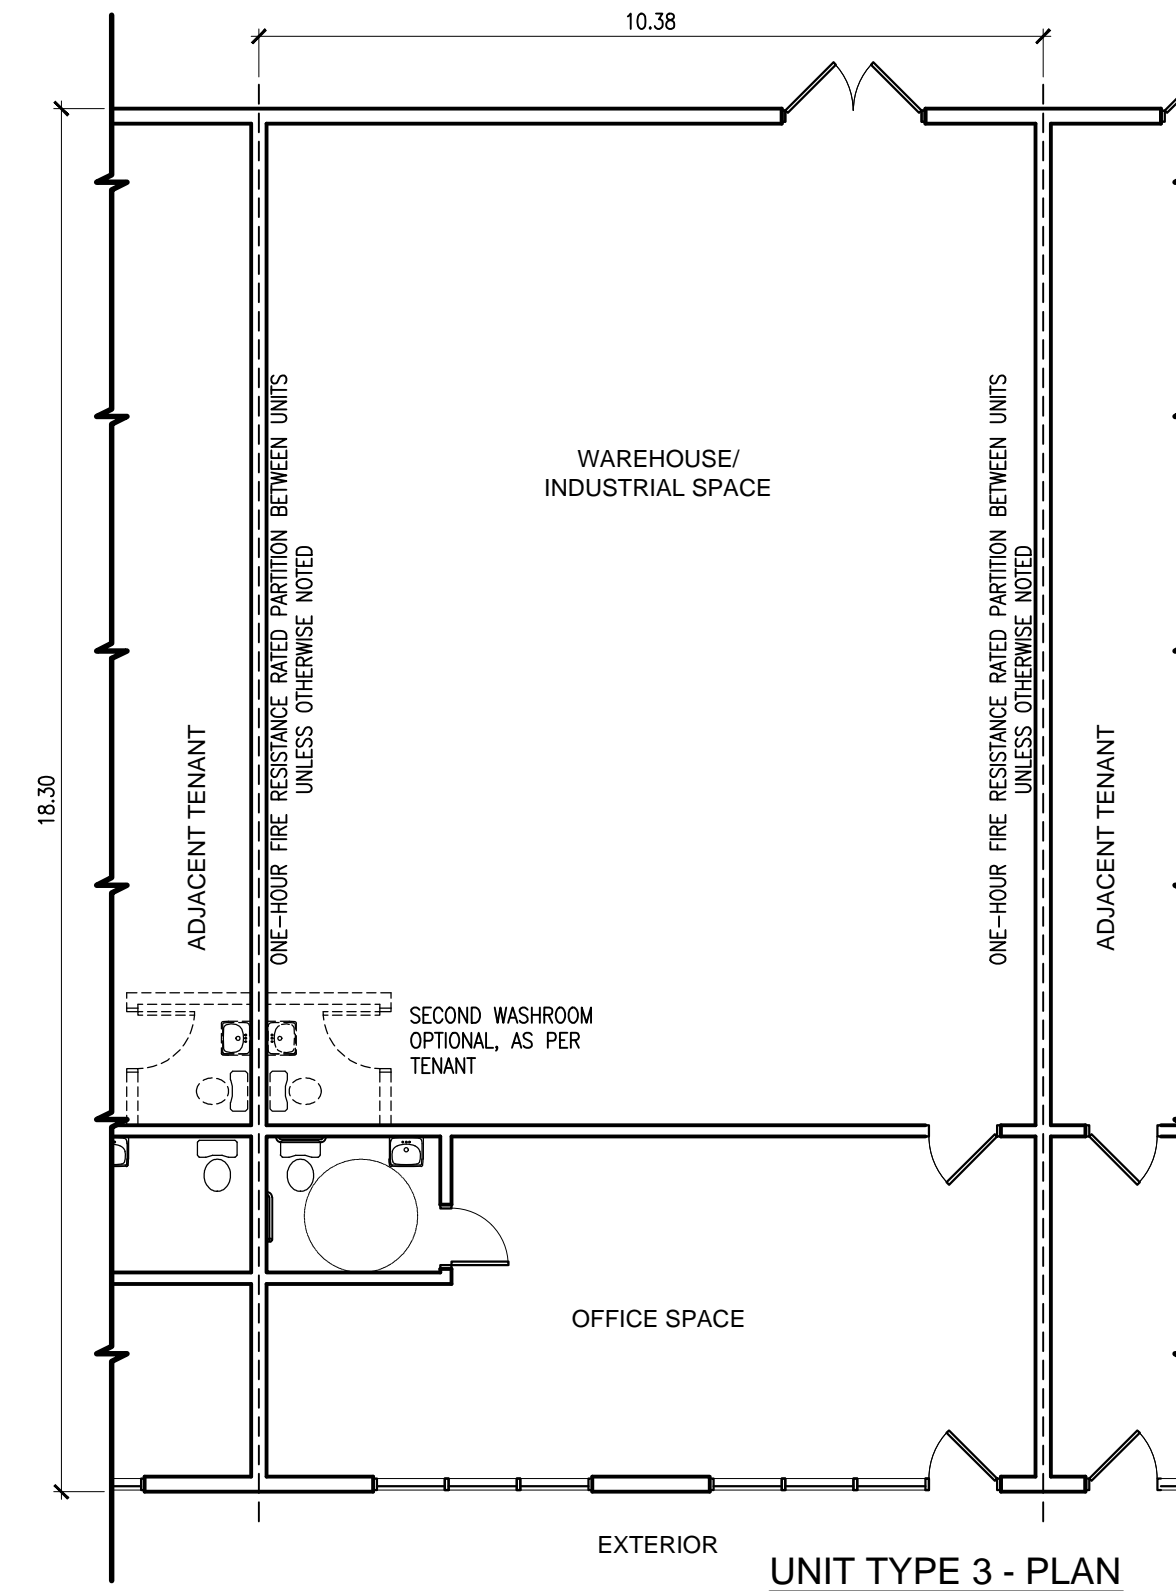 10.38
WAREHOUSE/
INDUSTRIAL SPACE
ONE-HOUR FIRE RESISTANCE RATED PARTITION BETWEEN UNITS
UNLESS OTHERWISE NOTED
ONE-HOUR FIRE RESISTANCE RATED PARTITION BETWEEN UNITS
UNLESS OTHERWISE NOTED
18.30
ADJACENT TENANT
ADJACENT TENANT
SECOND WASHROOM
OPTIONAL, AS PER
TENANT
OFFICE SPACE
EXTERIOR
UNIT TYPE 3 - PLAN